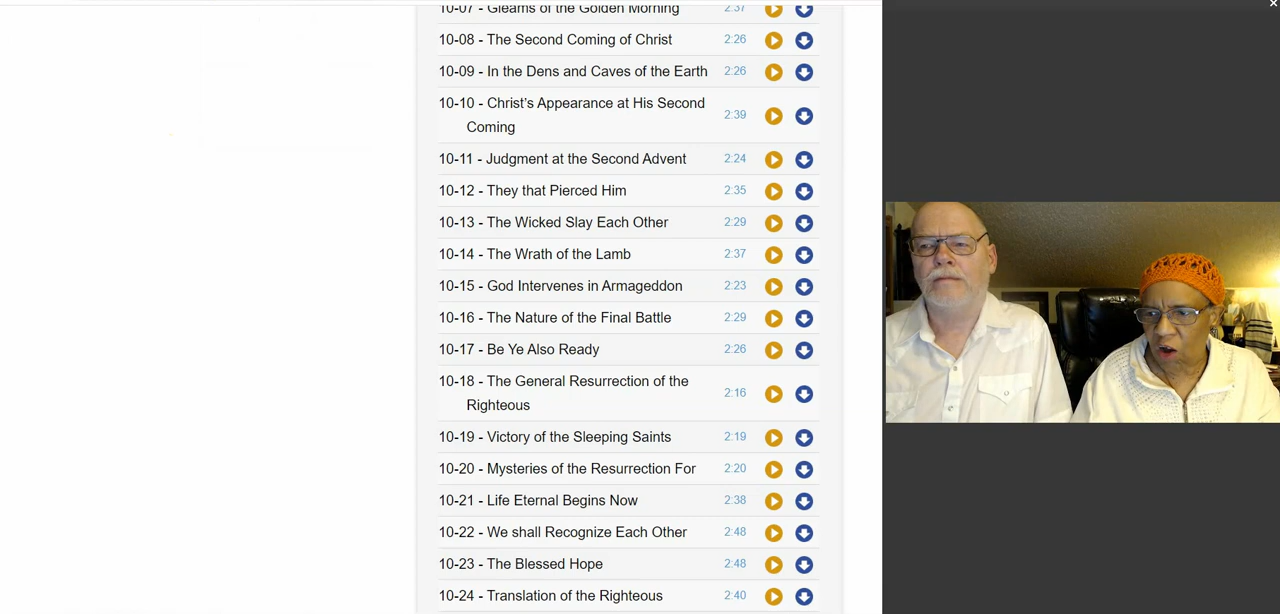 10-07 - Gleams of the Golden Morning 2:37
10-08 - The Second Coming of Christ 2:26
10-09 - In the Dens and Caves of the Earth 2:26
10-10 - Christ’s Appearance at His Second
Coming 2:39
10-11 - Judgment at the Second Advent 2:24
10-12 - They that Pierced Him 2:35
10-13 - The Wicked Slay Each Other 2:29
10-14 - The Wrath of the Lamb 2:37
10-15 - God Intervenes in Armageddon 2:23
10-16 - The Nature of the Final Battle 2:29
10-17 - Be Ye Also Ready 2:26
10-18 - The General Resurrection of the
Righteous 2:16
10-19 - Victory of the Sleeping Saints 2:19
10-20 - Mysteries of the Resurrection For 2:20
10-21 - Life Eternal Begins Now 2:38
10-22 - We shall Recognize Each Other 2:48
10-23 - The Blessed Hope 2:48
10-24 - Translation of the Righteous 2:40